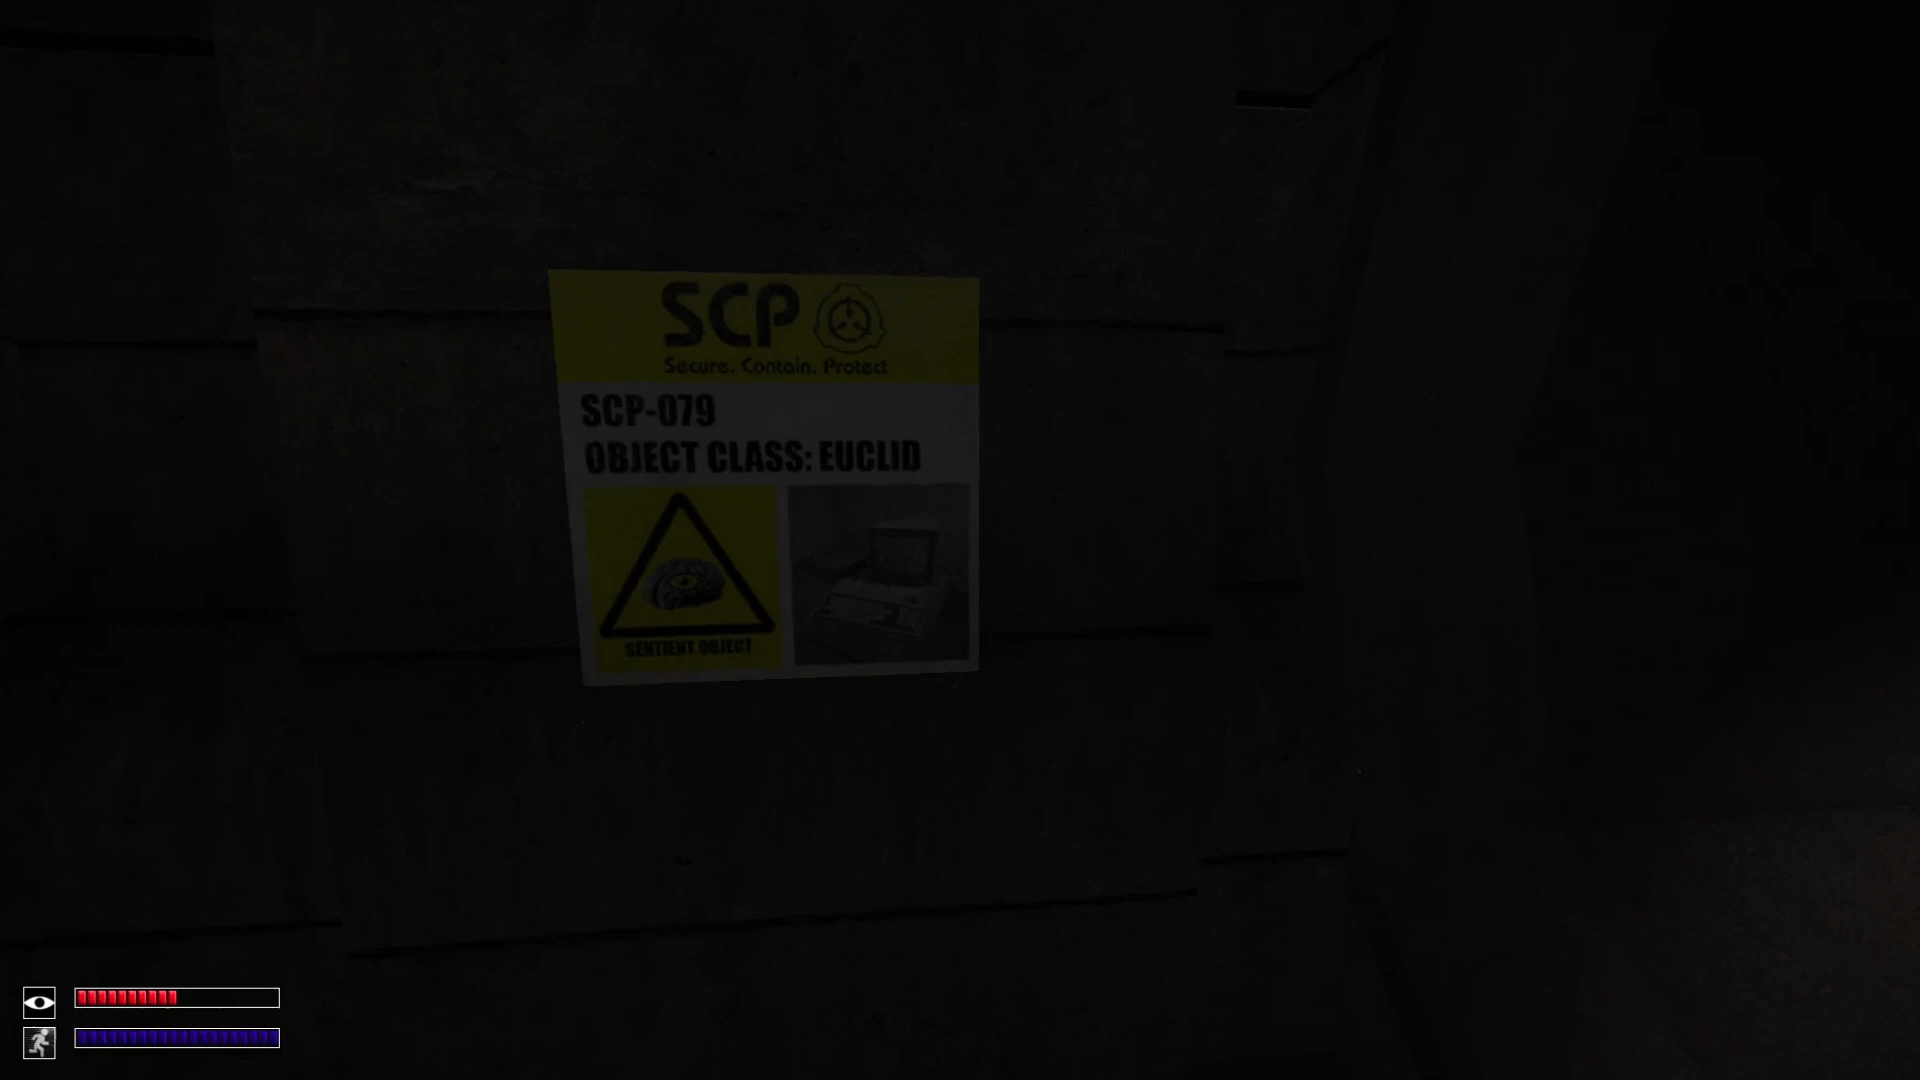 SCP
Secure. Contain. Protect
SCP-079
OBJECT CLASS: EUCLID
SENTIENT OBJECT